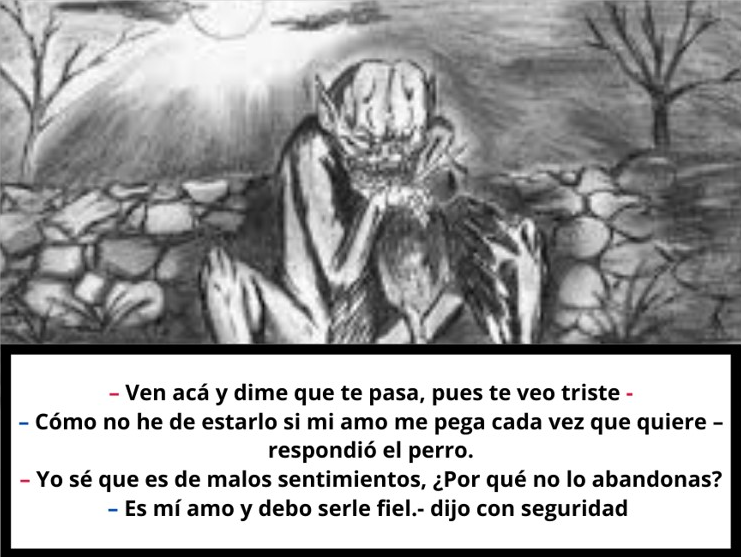 – Ven acá y dime que te pasa, pues te veo triste -
– Cómo no he de estarlo si mi amo me pega cada vez que quiere –
respondió el perro.
– Yo sé que es de malos sentimientos, ¿Por qué no lo abandonas?
– Es mí amo y debo serle fiel.- dijo con seguridad